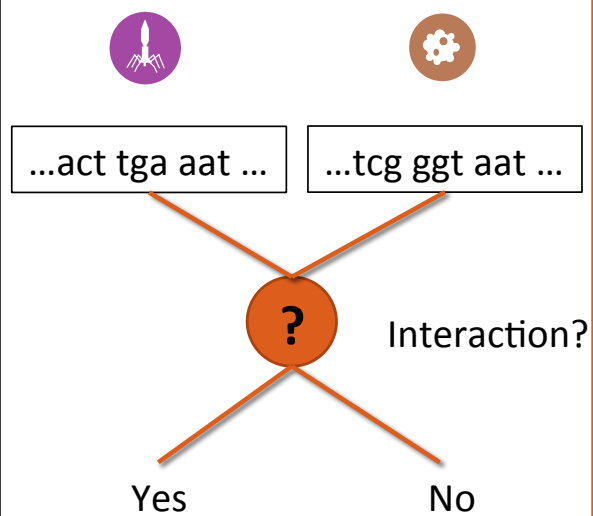 ...act tga aat ...
...tcg ggt aat ...
?
Interaction?
Yes
No